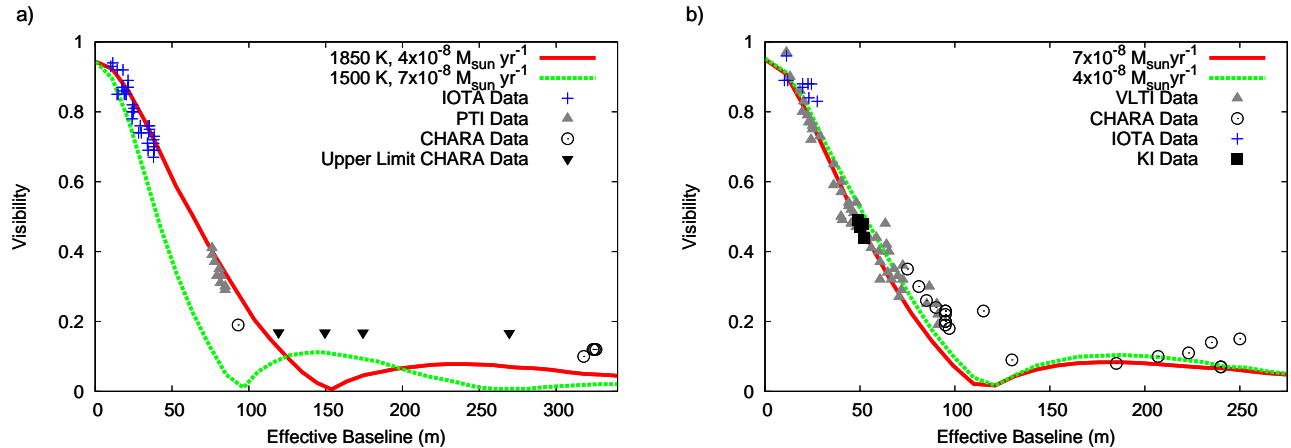 a)
1
0.8
0.6
0.4
0.2
0
Visibility
0 50 100 150 200 250 300
Effective Baseline (m)
1850 K, 4x10⁻⁸ Msun yr⁻¹
1500 K, 7x10⁻⁸ Msun yr⁻¹
IOTA Data
PTI Data
CHARA Data
Upper Limit CHARA Data
b)
1
0.8
0.6
0.4
0.2
0
Visibility
0 50 100 150 200 250
Effective Baseline (m)
7x10⁻⁸ Msunyr⁻¹
4x10⁻⁸ Msunyr⁻¹
VLTI Data
CHARA Data
IOTA Data
KI Data